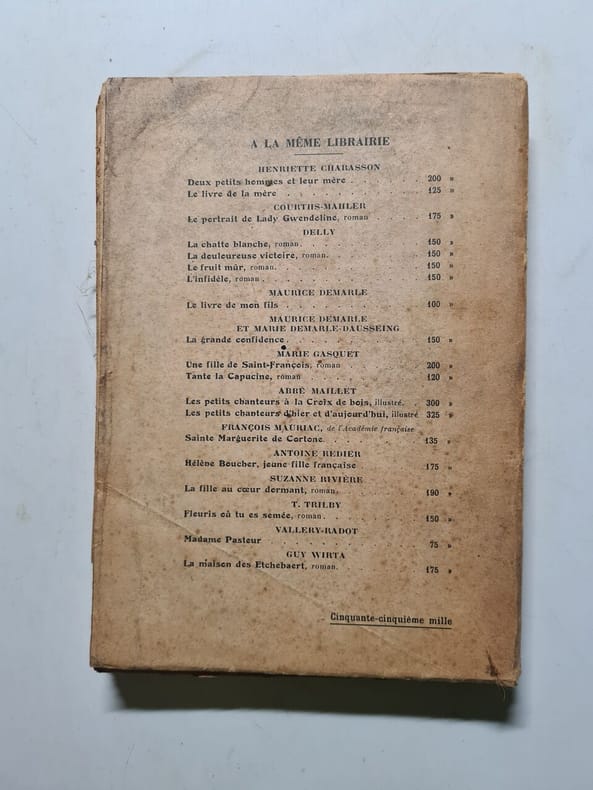 A LA MÊME LIBRAIRIE
HENRIETTE CHARASSON
Deux petits hommes et leur mère . . . . . 200 »
Le livre de la mère . . . . . . . . . 125 »
COURTHS-MAHLER
Le portrait de Lady Gwendoline, roman . . . . 175 »
DELLY
La chatte blanche, roman. . . . . . . . 150 »
La douleureuse victoire, roman. . . . . . 150 »
Le fruit mûr, roman. . . . . . . . . 150 »
L'infidèle, roman . . . . . . . . . 150 »
MAURICE DEMARLE
Le livre de mon fils . . . . . . . . 100 »
MAURICE DEMARLE
ET MARIE DEMARLE-DAUSSEING
La grande confidence . . . . . . . . 150 »
MARIE GASQUET
Une fille de Saint-François, roman . . . . 200 »
Tante la Capucine, roman . . . . . . . 120 »
ABBÉ MAILLET
Les petits chanteurs à la Croix de bois, illustré. 300 »
Les petits chanteurs d'hier et d'aujourd'hui, illustré 325 »
FRANÇOIS MAURIAC, de l'Académie française
Sainte Marguerite de Cortone. . . . . . 135 »
ANTOINE REDIER
Hélène Boucher, jeune fille française . . . . 175 »
SUZANNE RIVIÈRE
La fille au cœur dormant, roman. . . . . 190 »
T. TRILBY
Fleuris où tu es semée, roman . . . . . . 150 »
VALLERY-RADOT
Madame Pasteur . . . . . . . . . 75 »
GUY WIRTA
La maison des Etchebaert, roman. . . . . 175 »
Cinquante-cinquième mille